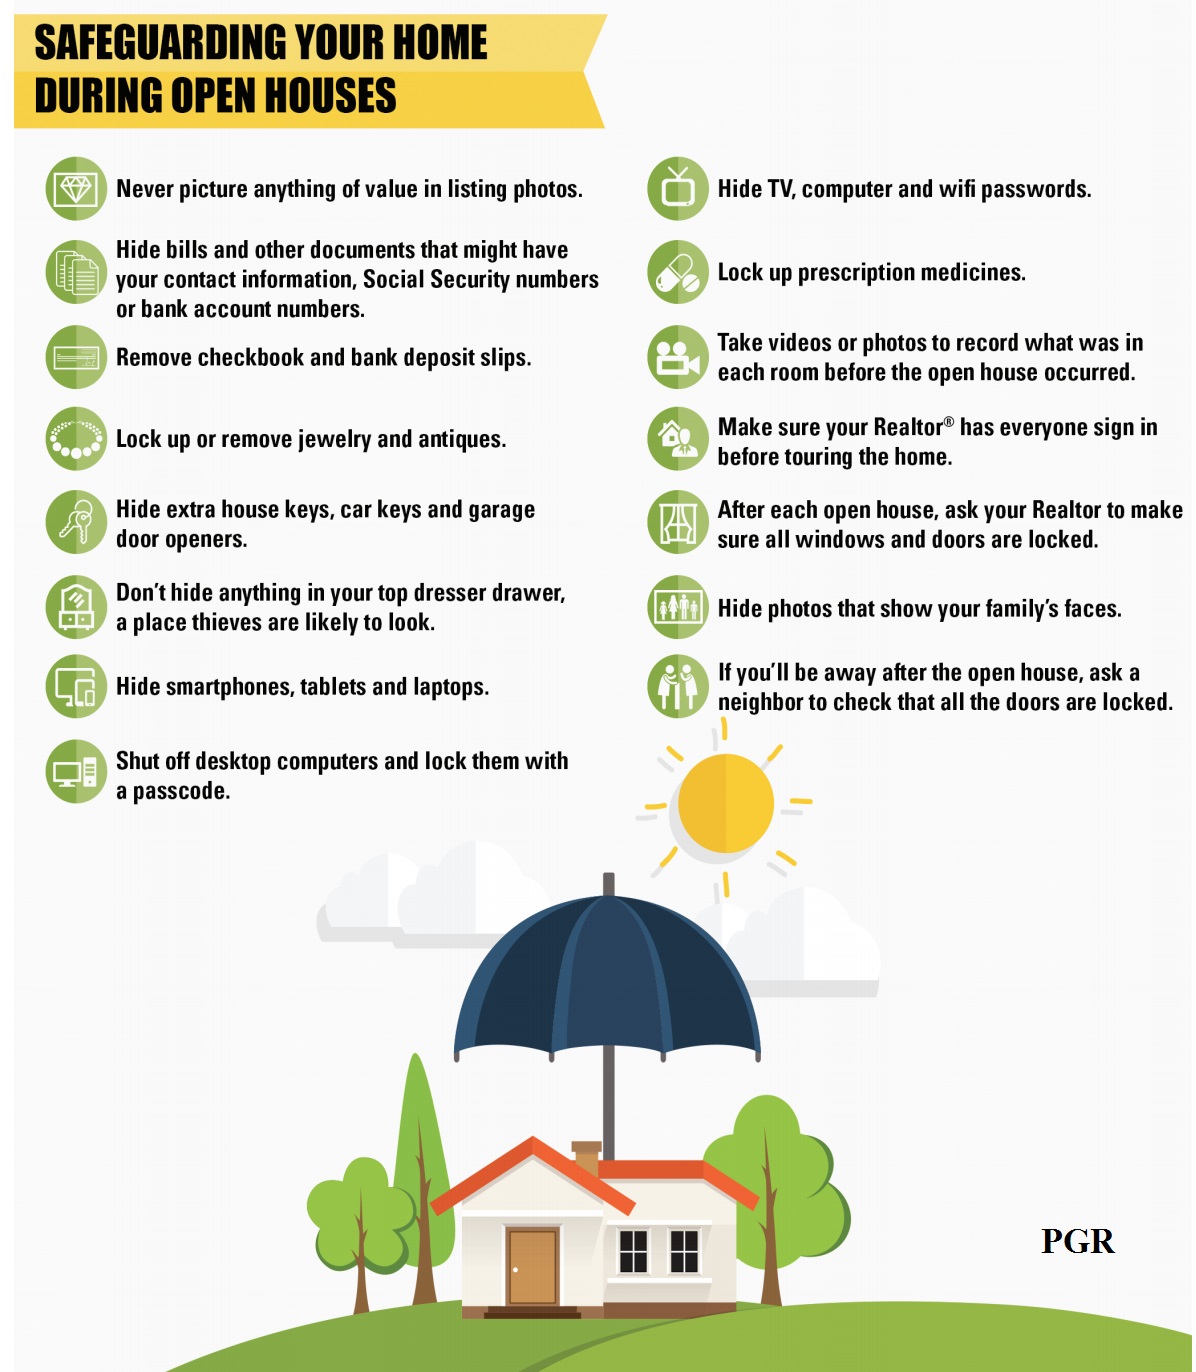 SAFEGUARDING YOUR HOME
DURING OPEN HOUSES
Never picture anything of value in listing photos.
Hide bills and other documents that might have
your contact information, Social Security numbers
or bank account numbers.
Remove checkbook and bank deposit slips.
Lock up or remove jewelry and antiques.
Hide extra house keys, car keys and garage
door openers.
Don’t hide anything in your top dresser drawer,
a place thieves are likely to look.
Hide smartphones, tablets and laptops.
Shut off desktop computers and lock them with
a passcode.
Hide TV, computer and wifi passwords.
Lock up prescription medicines.
Take videos or photos to record what was in
each room before the open house occurred.
Make sure your Realtor® has everyone sign in
before touring the home.
After each open house, ask your Realtor to make
sure all windows and doors are locked.
Hide photos that show your family’s faces.
If you’ll be away after the open house, ask a
neighbor to check that all the doors are locked.
PGR